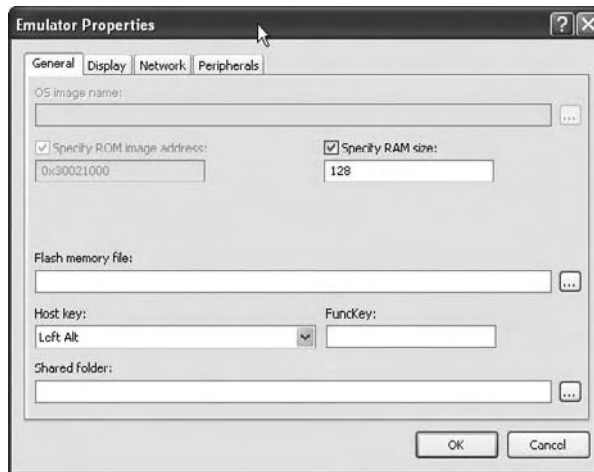 Emulator Properties
General Display Network Peripherals
OS image name:
...
Specify ROM image address: Specify RAM size:
0x30021000 128
Flash memory file:
...
Host key: FuncKey:
Left Alt
Shared folder:
...
OK Cancel